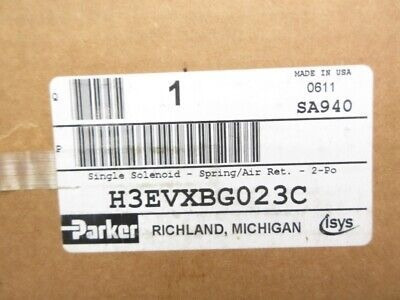 MADE IN USA
1
0611
SA940
Single Solenoid - Spring/Air Ret. - 2-Po
H3EVXBG023C
Parker RICHLAND, MICHIGAN isys